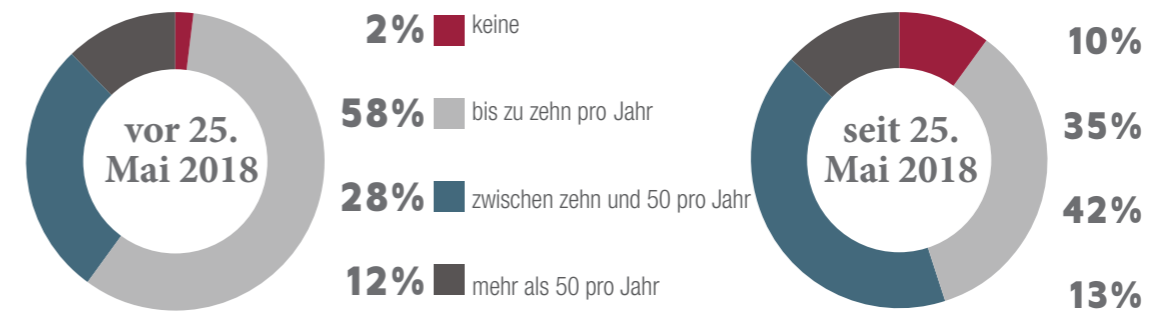 vor 25.
Mai 2018
2% keine
58% bis zu zehn pro Jahr
28% zwischen zehn und 50 pro Jahr
12% mehr als 50 pro Jahr
seit 25.
Mai 2018
10%
35%
42%
13%